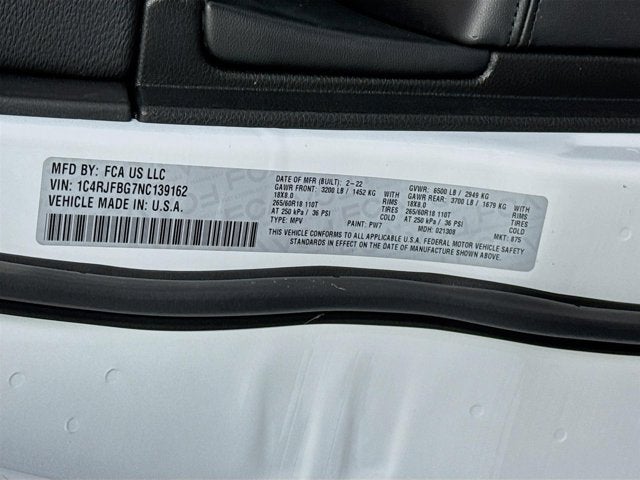 MFD BY: FCA US LLC
VIN: 1C4RJFBG7NC139162
VEHICLE MADE IN: U.S.A.
DATE OF MFR (BUILT): 2-22
GAWR FRONT: 3200 LB / 1452 KG
18X8.0 RIMS
265/60R18 110T TIRES
AT 250 kPa / 36 PSI COLD
TYPE: MPV PAINT: PW7
GVWR: 6500 LB / 2949 KG
GAWR REAR: 3700 LB / 1679 KG
18X8.0 RIMS
265/60R18 110T TIRES
AT 250 kPa / 36 PSI COLD
MDH: 021308 MKT: 875
THIS VEHICLE CONFORMS TO ALL APPLICABLE U.S.A. FEDERAL MOTOR VEHICLE SAFETY
STANDARDS IN EFFECT ON THE DATE OF MANUFACTURE SHOWN ABOVE.